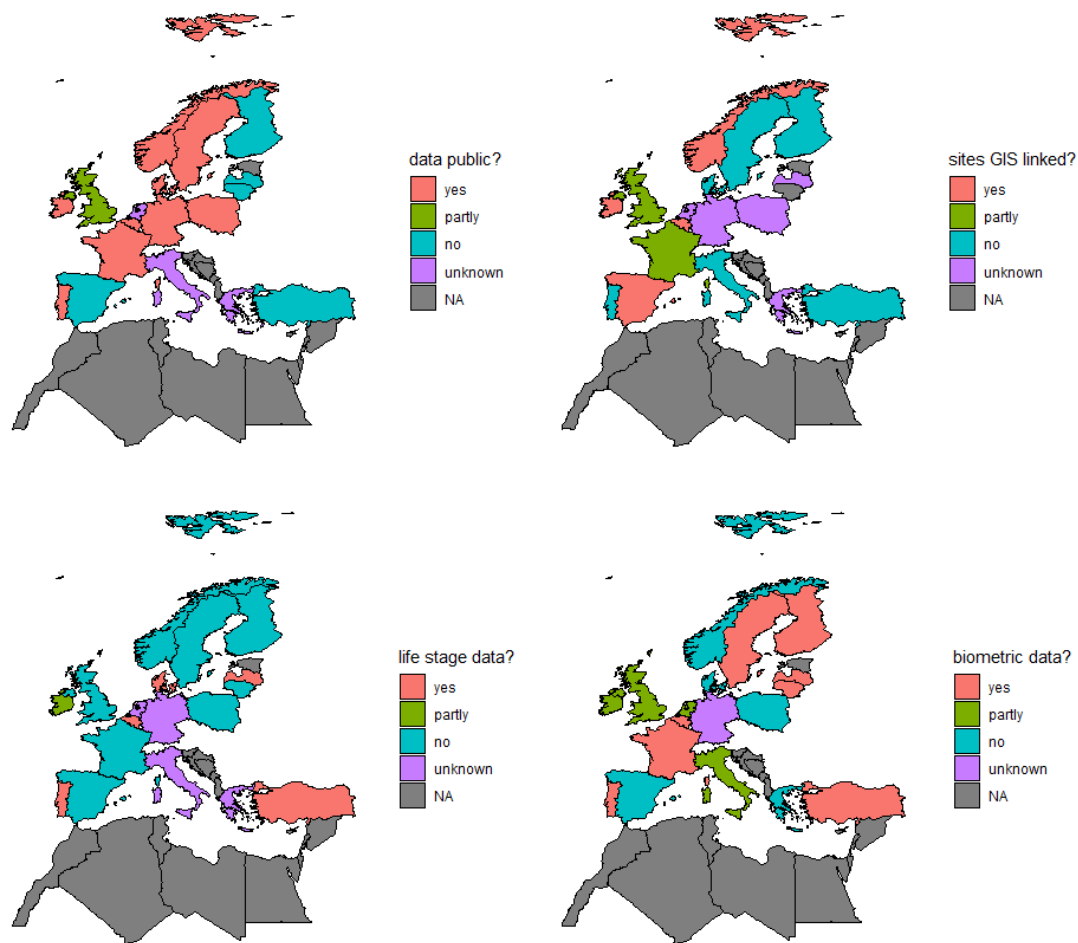 data public?
yes
partly
no
unknown
NA
sites GIS linked?
yes
partly
no
unknown
NA
life stage data?
yes
partly
no
unknown
NA
biometric data?
yes
partly
no
unknown
NA